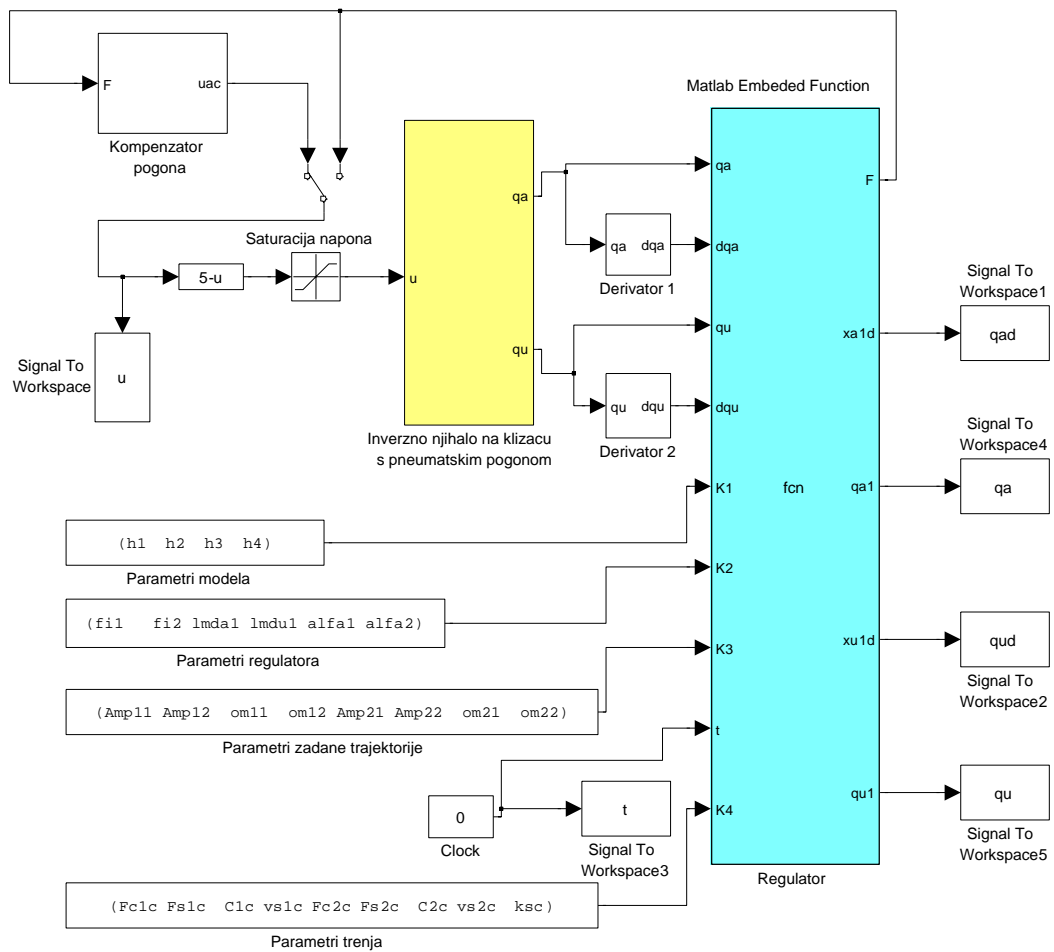 F
uac
Kompenzator
pogona
Matlab Embeded Function
qa
F
qa
Saturacija napona
qa
dqa
dqa
Derivator 1
5-u
u
Signal To
Workspace1
qu
xa1d
qad
Signal To
Workspace
u
qu
qu
dqu
dqu
Derivator 2
Inverzno njihalo na klizacu
s pneumatskim pogonom
Signal To
Workspace4
K1
fcn
qa1
qa
(h1 h2 h3 h4)
Parametri modela
K2
(fi1 fi2 lmda1 lmdu1 alfa1 alfa2)
Parametri regulatora
K3
xu1d
qud
Signal To
Workspace2
(Amp11 Amp12 om11 om12 Amp21 Amp22 om21 om22)
Parametri zadane trajektorije
t
0
Clock
t
Signal To
Workspace3
K4
qu1
qu
Signal To
Workspace5
Regulator
(Fc1c Fs1c C1c vs1c Fc2c Fs2c C2c vs2c ksc)
Parametri trenja